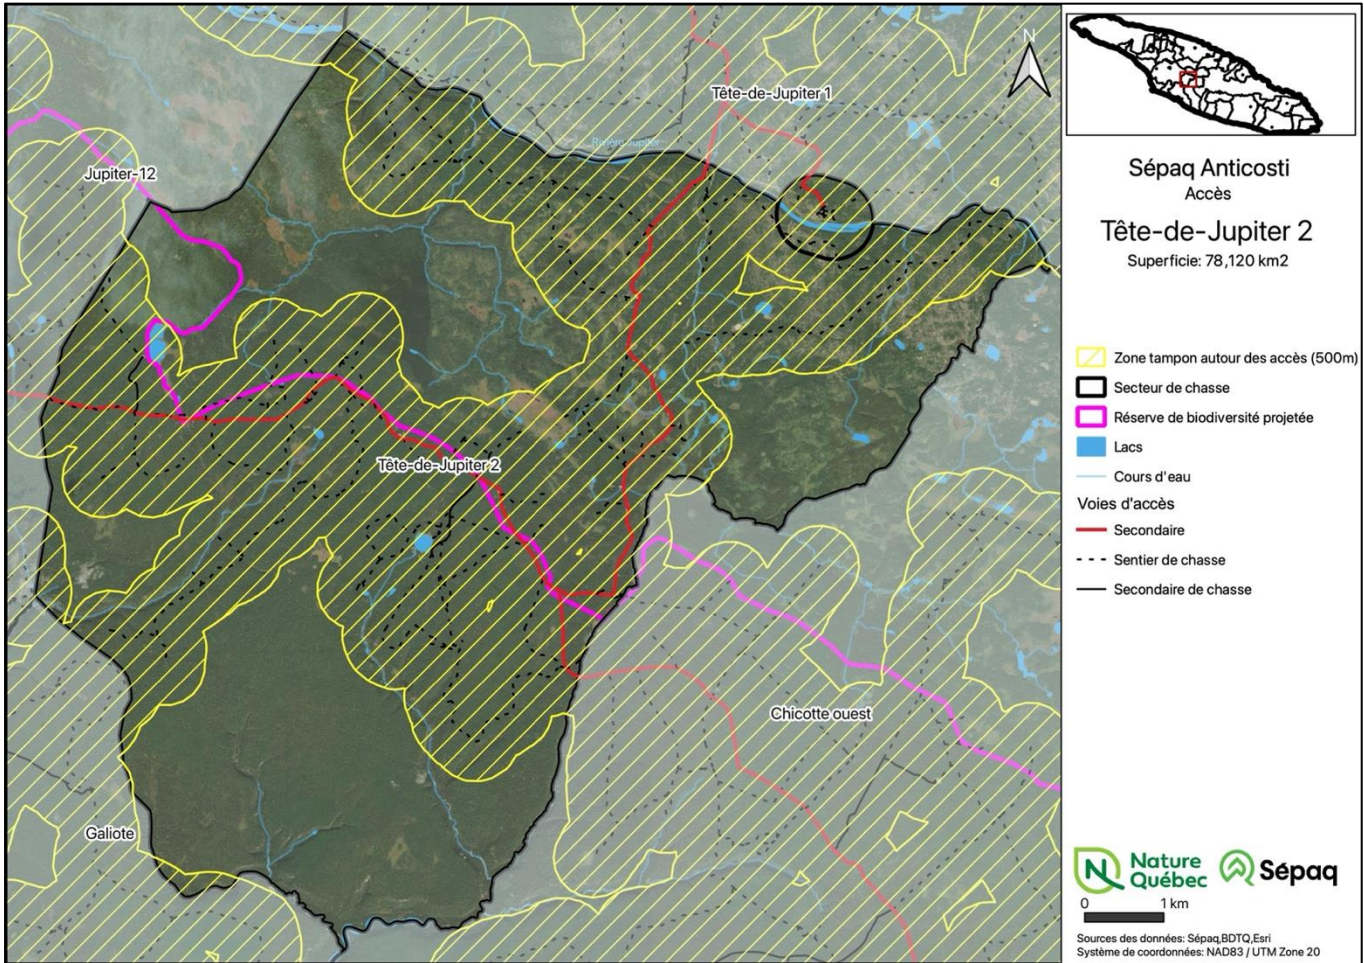 Tête-de-Jupiter 1
Rivière Jupiter
Jupiter-12
Tête-de-Jupiter 2
Chicotte ouest
Galiote
N
Sépaq Anticosti
Accès
Tête-de-Jupiter 2
Superficie: 78,120 km2
Zone tampon autour des accès (500m)
Secteur de chasse
Réserve de biodiversité projetée
Lacs
Cours d'eau
Voies d'accès
Secondaire
Sentier de chasse
Secondaire de chasse
Nature
Québec
Sépaq
0 1 km
Sources des données: Sépaq,BDTQ,Esri
Système de coordonnées: NAD83 / UTM Zone 20